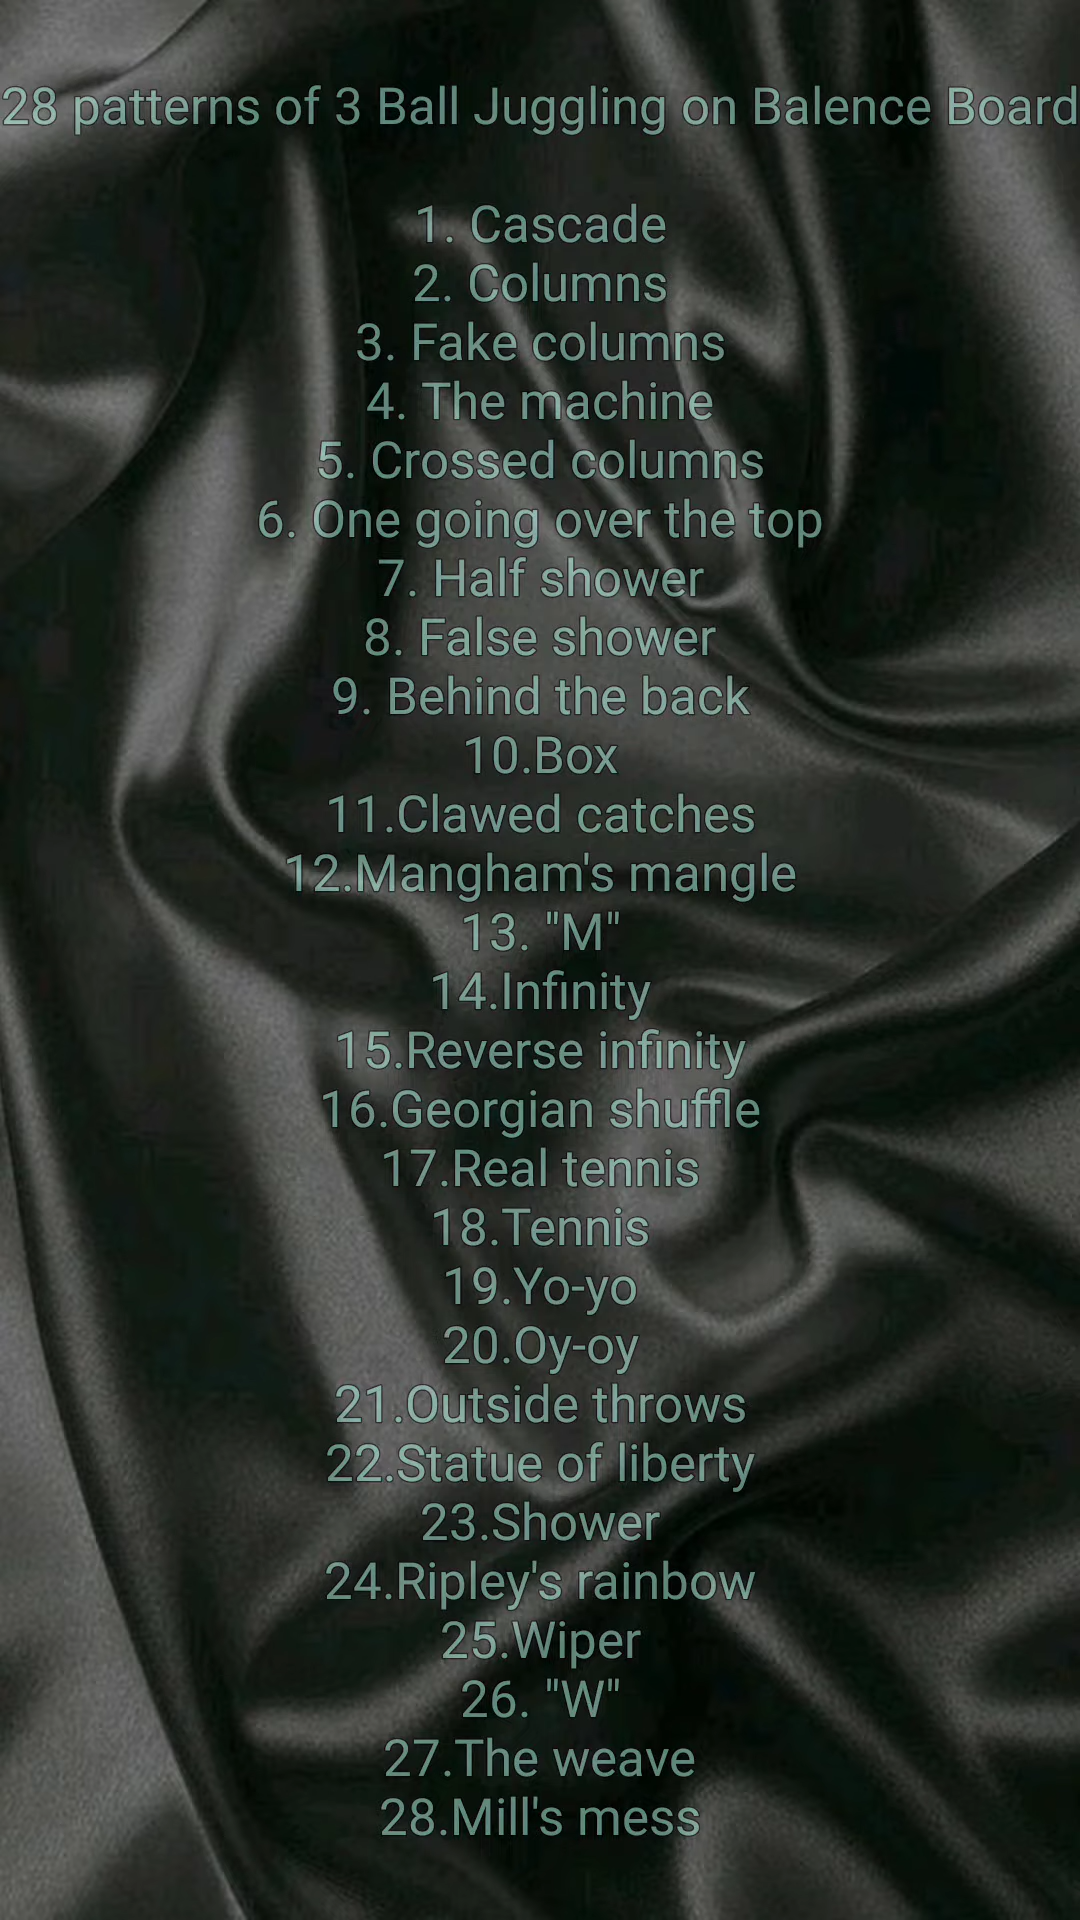 28 patterns of 3 Ball Juggling on Balence Board
1. Cascade
2. Columns
3. Fake columns
4. The machine
5. Crossed columns
6. One going over the top
7. Half shower
8. False shower
9. Behind the back
10.Box
11.Clawed catches
12.Mangham's mangle
13. "M"
14.Infinity
15.Reverse infinity
16.Georgian shuffle
17.Real tennis
18.Tennis
19.Yo-yo
20.Oy-oy
21.Outside throws
22.Statue of liberty
23.Shower
24.Ripley's rainbow
25.Wiper
26. "W"
27.The weave
28.Mill's mess